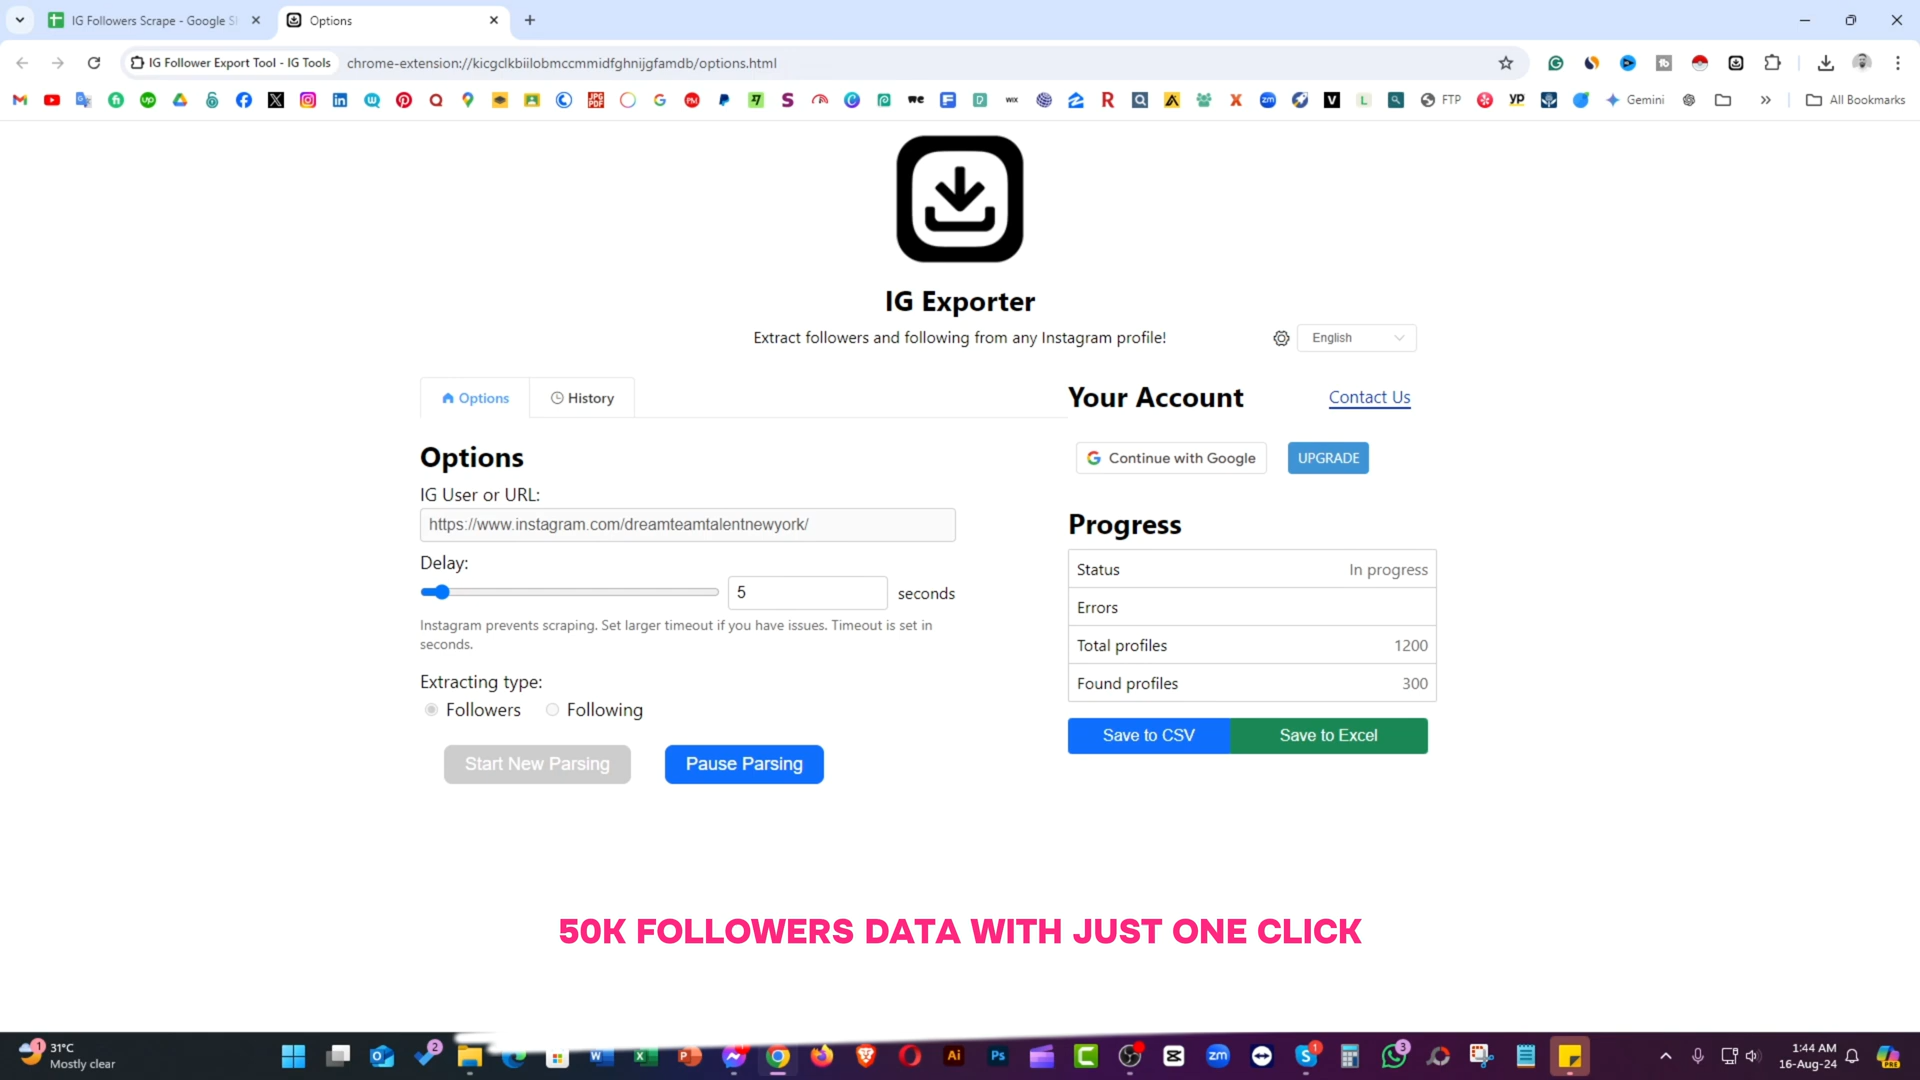 IG Followers Scrape - Google S
Options
IG Follower Export Tool - IG Tools
chrome-extension://kicgclkbiilobmccmmidfghnijgfamdb/options.html
FTP
Gemini
All Bookmarks
IG Exporter
Extract followers and following from any Instagram profile!
English
Options
History
Your Account
Contact Us
Options
Continue with Google
UPGRADE
IG User or URL:
https://www.instagram.com/dreamteamtalentnewyork/
Progress
Delay:
5
seconds
Instagram prevents scraping. Set larger timeout if you have issues. Timeout is set in
seconds.
Status
In progress
Errors
Total profiles
1200
Found profiles
300
Extracting type:
Followers
Following
Save to CSV
Save to Excel
Start New Parsing
Pause Parsing
50K FOLLOWERS DATA WITH JUST ONE CLICK
31°C
Mostly clear
1:44 AM
16-Aug-24